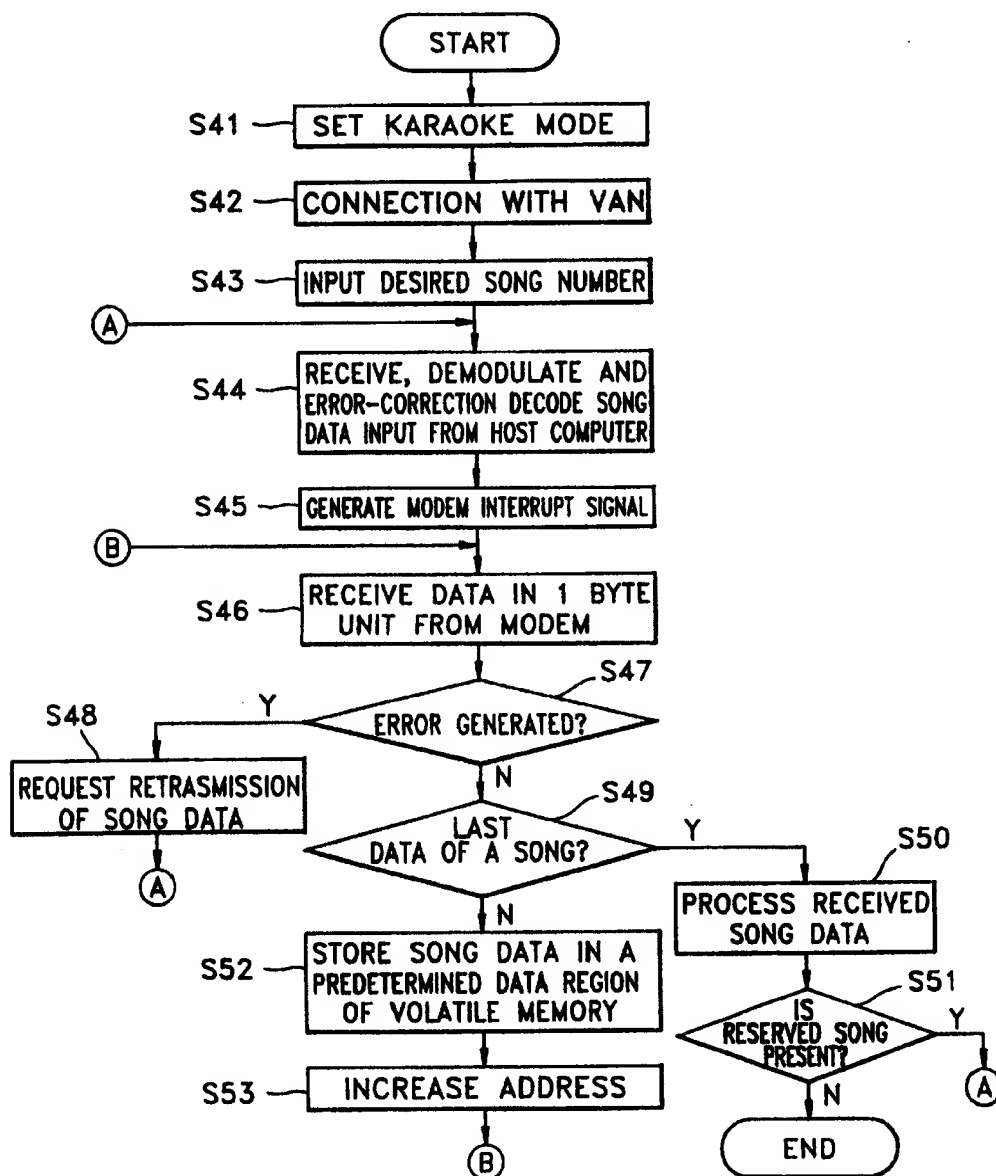 START
S41
SET KARAOKE MODE
S42
CONNECTION WITH VAN
S43
INPUT DESIRED SONG NUMBER
A
S44
RECEIVE, DEMODULATE AND
ERROR-CORRECTION DECODE SONG
DATA INPUT FROM HOST COMPUTER
S45
GENERATE MODEM INTERRUPT SIGNAL
B
S46
RECEIVE DATA IN 1 BYTE
UNIT FROM MODEM
S47
ERROR GENERATED?
Y
N
S48
REQUEST RETRASMISSION
OF SONG DATA
A
S49
LAST
DATA OF A SONG?
Y
N
S50
PROCESS RECEIVED
SONG DATA
S51
IS
RESERVED SONG
PRESENT?
Y
A
N
END
S52
STORE SONG DATA IN A
PREDETERMINED DATA REGION
OF VOLATILE MEMORY
S53
INCREASE ADDRESS
B